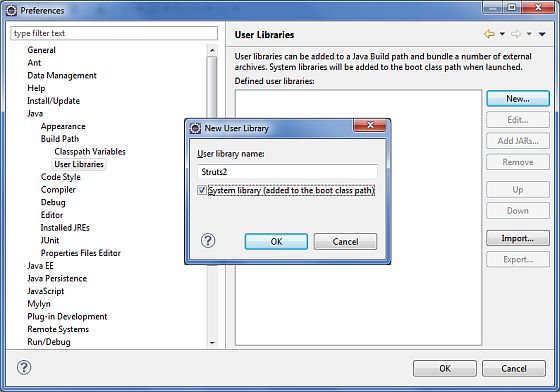 Preferences
type filter text
General
Ant
Data Management
Help
Install/Update
Java
Appearance
Build Path
Classpath Variables
User Libraries
Code Style
Compiler
Debug
Editor
Installed JREs
JUnit
Properties Files Editor
Java EE
Java Persistence
JavaScript
Mylyn
Plug-in Development
Remote Systems
Run/Debug
User Libraries
User libraries can be added to a Java Build path and bundle a number of external
archives. System libraries will be added to the boot class path when launched.
Defined user libraries:
New...
Edit...
Add JARs...
Remove
Up
Down
Import...
Export...
New User Library
User library name:
Struts2
System library (added to the boot class path)
OK
Cancel
OK
Cancel